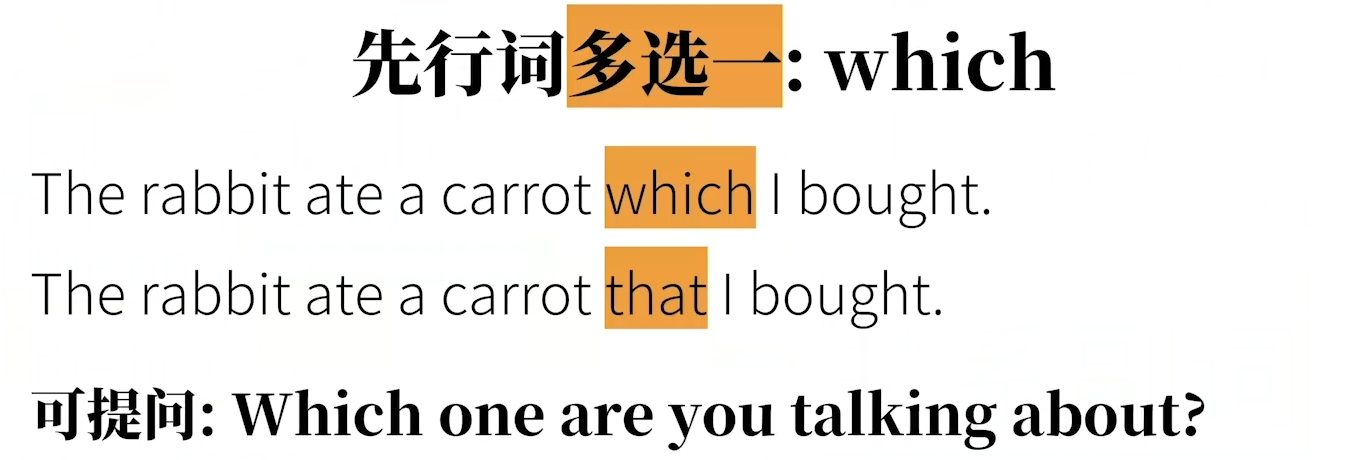 先行词多选一: which
The rabbit ate a carrot which I bought.
The rabbit ate a carrot that I bought.
可提问: Which one are you talking about?